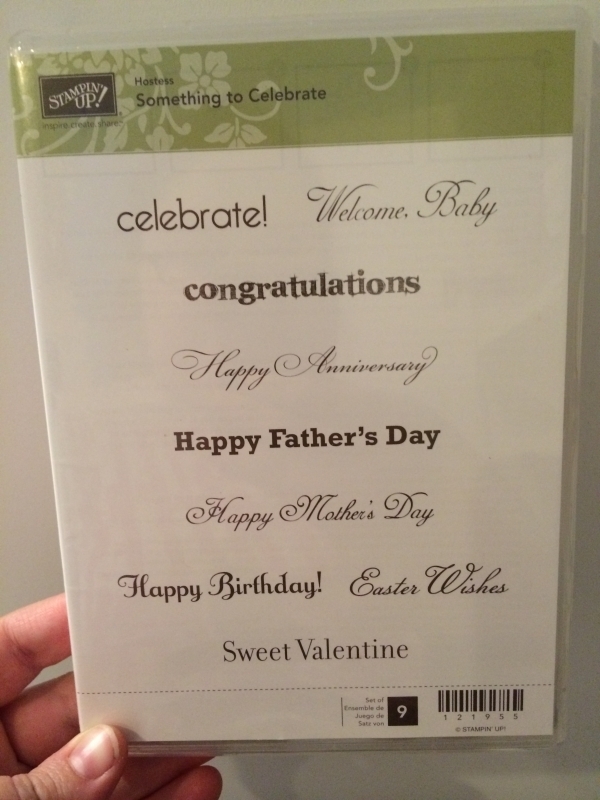 STAMPIN' UP!
inspire.create.share
Hostess
Something to Celebrate
celebrate! Welcome, Baby
congratulations
Happy Anniversary
Happy Father's Day
Happy Mother's Day
Happy Birthday! Easter Wishes
Sweet Valentine
Set of
Ensemble de
Juego de
Satz von
9
121955
© STAMPIN' UP!